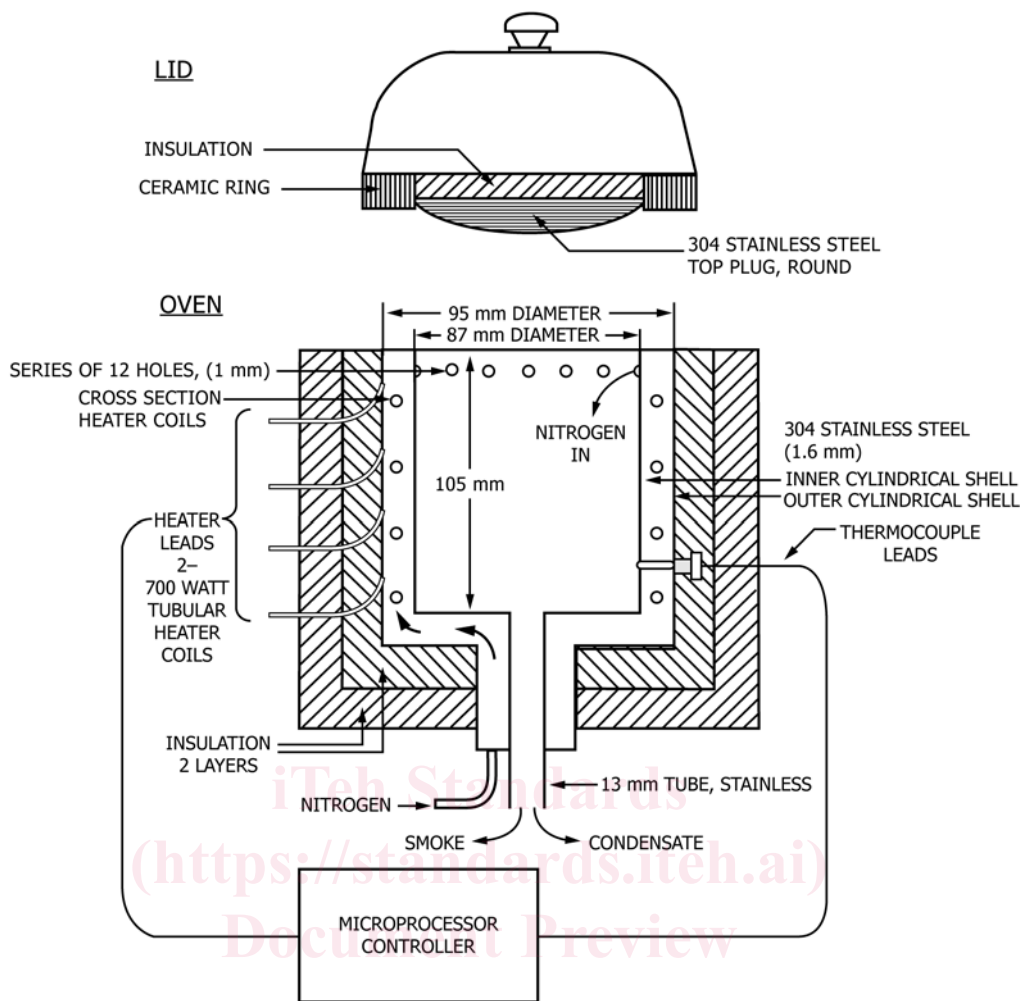 LID
INSULATION
CERAMIC RING
304 STAINLESS STEEL
TOP PLUG, ROUND
OVEN
95 mm DIAMETER
87 mm DIAMETER
SERIES OF 12 HOLES, (1 mm)
CROSS SECTION
HEATER COILS
NITROGEN
IN
105 mm
304 STAINLESS STEEL
(1.6 mm)
INNER CYLINDRICAL SHELL
OUTER CYLINDRICAL SHELL
THERMOCOUPLE
LEADS
HEATER
LEADS
2–
700 WATT
TUBULAR
HEATER
COILS
INSULATION
2 LAYERS
NITROGEN
13 mm TUBE, STAINLESS
SMOKE
CONDENSATE
MICROPROCESSOR
CONTROLLER
iTeh Standards
(https://standards.iteh.ai)
Document Preview